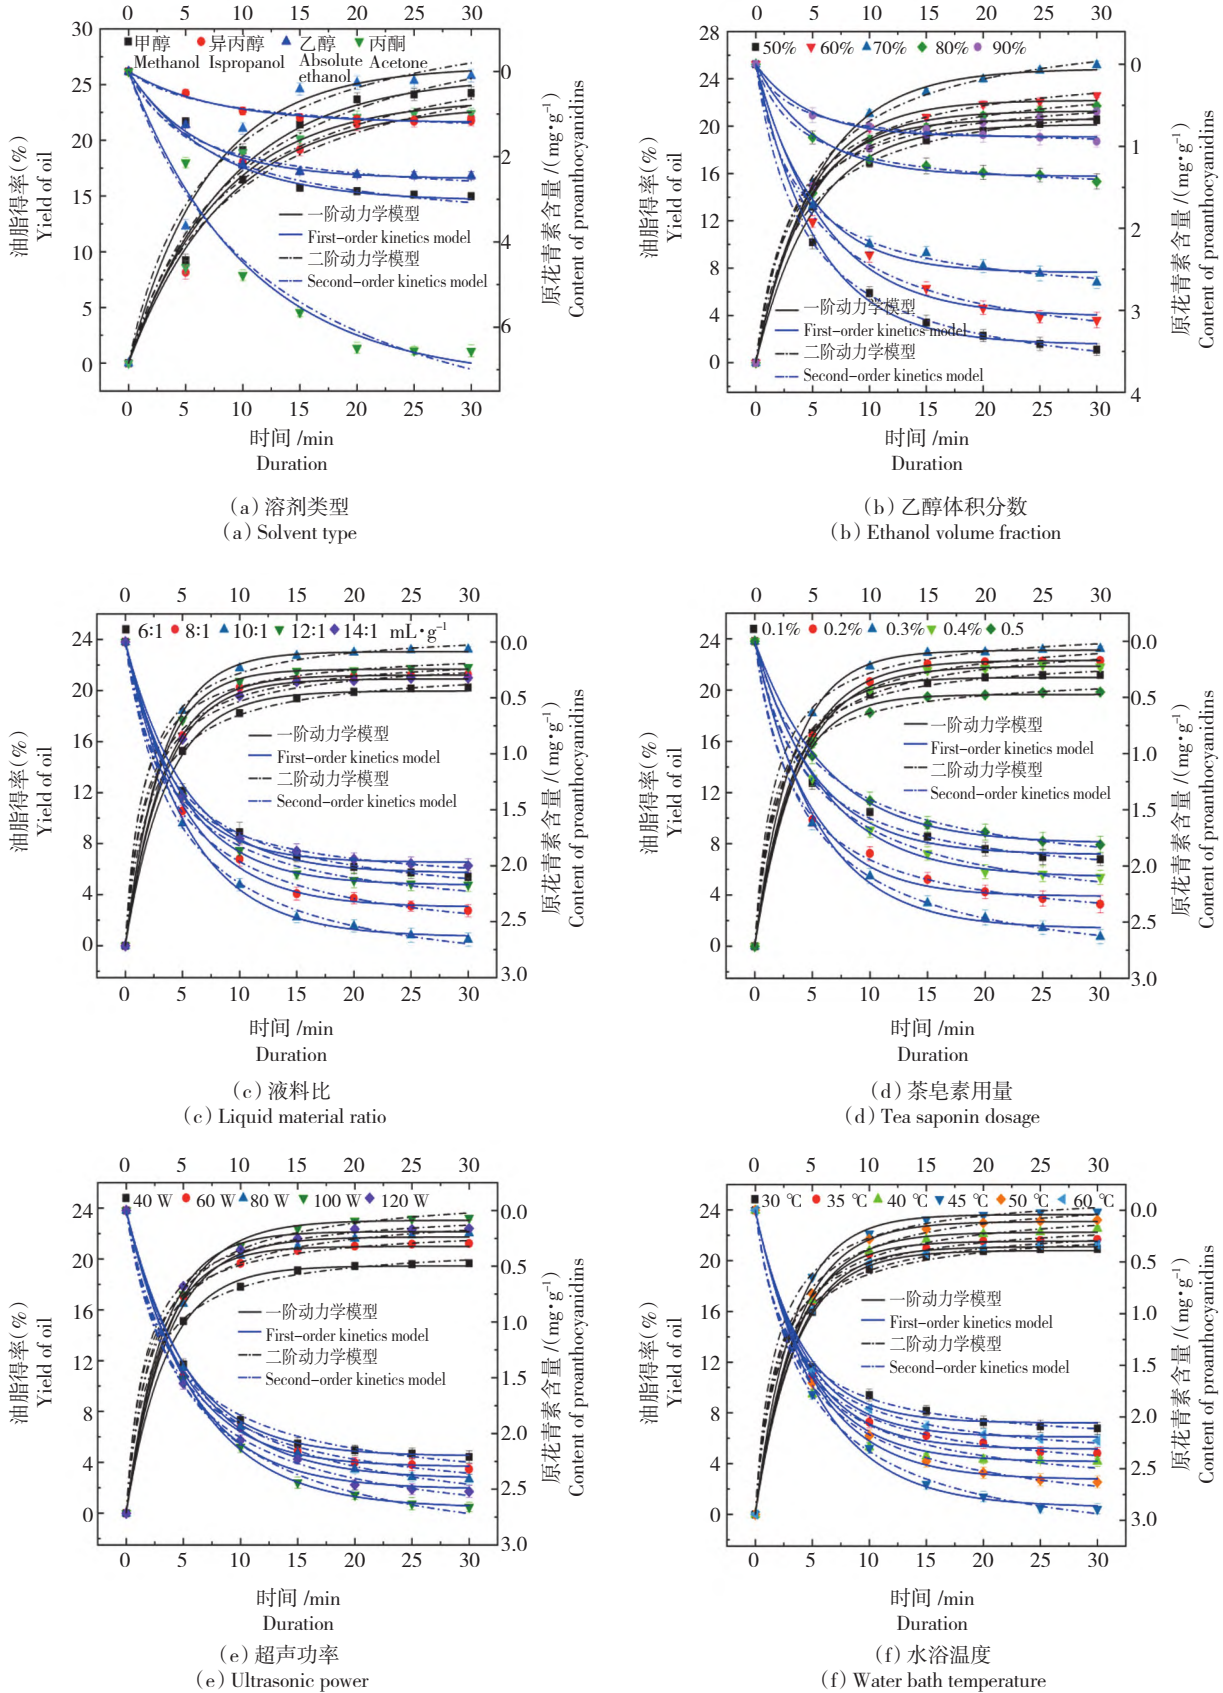 30
25
20
15
10
5
0
油脂得率(%)
Yield of oil
0 5 10 15 20 25 30
甲醇 异丙醇 乙醇 丙酮
Methanol Ispropanol Absolute ethanol Acetone
一阶动力学模型
First-order kinetics model
二阶动力学模型
Second-order kinetics model
0
2
4
6
原花青素含量/(mg·g⁻¹)
Content of proanthocyanidins
0 5 10 15 20 25 30
时间 /min
Duration
(a) 溶剂类型
(a) Solvent type
0 5 10 15 20 25 30
28
24
20
16
12
8
4
0
油脂得率(%)
Yield of oil
50% 60% 70% 80% 90%
一阶动力学模型
First-order kinetics model
二阶动力学模型
Second-order kinetics model
0
1
2
3
4
原花青素含量/(mg·g⁻¹)
Content of proanthocyanidins
0 5 10 15 20 25 30
时间 /min
Duration
(b) 乙醇体积分数
(b) Ethanol volume fraction
0 5 10 15 20 25 30
24
20
16
12
8
4
0
油脂得率(%)
Yield of oil
6:1 8:1 10:1 12:1 14:1 mL·g⁻¹
一阶动力学模型
First-order kinetics model
二阶动力学模型
Second-order kinetics model
0.0
0.5
1.0
1.5
2.0
2.5
3.0
原花青素含量/(mg·g⁻¹)
Content of proanthocyanidins
0 5 10 15 20 25 30
时间 /min
Duration
(c) 液料比
(c) Liquid material ratio
0 5 10 15 20 25 30
24
20
16
12
8
4
0
油脂得率(%)
Yield of oil
0.1% 0.2% 0.3% 0.4% 0.5
一阶动力学模型
First-order kinetics model
二阶动力学模型
Second-order kinetics model
0.0
0.5
1.0
1.5
2.0
2.5
3.0
原花青素含量/(mg·g⁻¹)
Content of proanthocyanidins
0 5 10 15 20 25 30
时间 /min
Duration
(d) 茶皂素用量
(d) Tea saponin dosage
0 5 10 15 20 25 30
24
20
16
12
8
4
0
油脂得率(%)
Yield of oil
40 W 60 W 80 W 100 W 120 W
一阶动力学模型
First-order kinetics model
二阶动力学模型
Second-order kinetics model
0.0
0.5
1.0
1.5
2.0
2.5
3.0
原花青素含量/(mg·g⁻¹)
Content of proanthocyanidins
0 5 10 15 20 25 30
时间 /min
Duration
(e) 超声功率
(e) Ultrasonic power
0 5 10 15 20 25 30
24
20
16
12
8
4
0
油脂得率(%)
Yield of oil
30 ℃ 35 ℃ 40 ℃ 45 ℃ 50 ℃ 60 ℃
一阶动力学模型
First-order kinetics model
二阶动力学模型
Second-order kinetics model
0.0
0.5
1.0
1.5
2.0
2.5
3.0
原花青素含量/(mg·g⁻¹)
Content of proanthocyanidins
0 5 10 15 20 25 30
时间 /min
Duration
(f) 水浴温度
(f) Water bath temperature